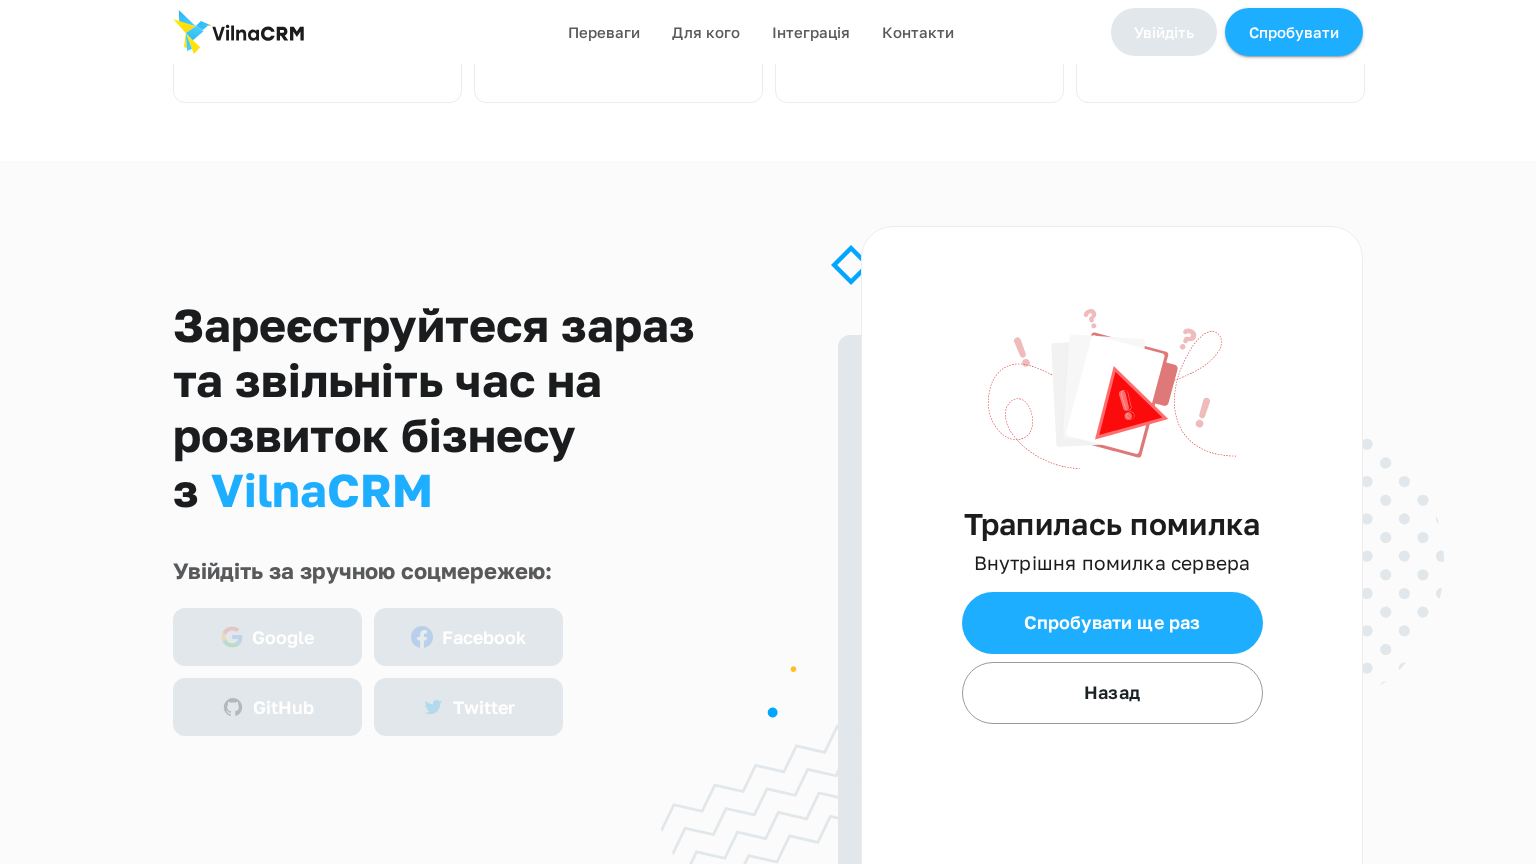 VilnaCRM
Переваги
Для кого
Інтеграція
Контакти
Увійдіть
Спробувати
Зареєструйтеся зараз
та звільніть час на
розвиток бізнесу
з VilnaCRM
Увійдіть за зручною соцмережею:
Google
Facebook
GitHub
Twitter
Трапилась помилка
Внутрішня помилка сервера
Спробувати ще раз
Назад